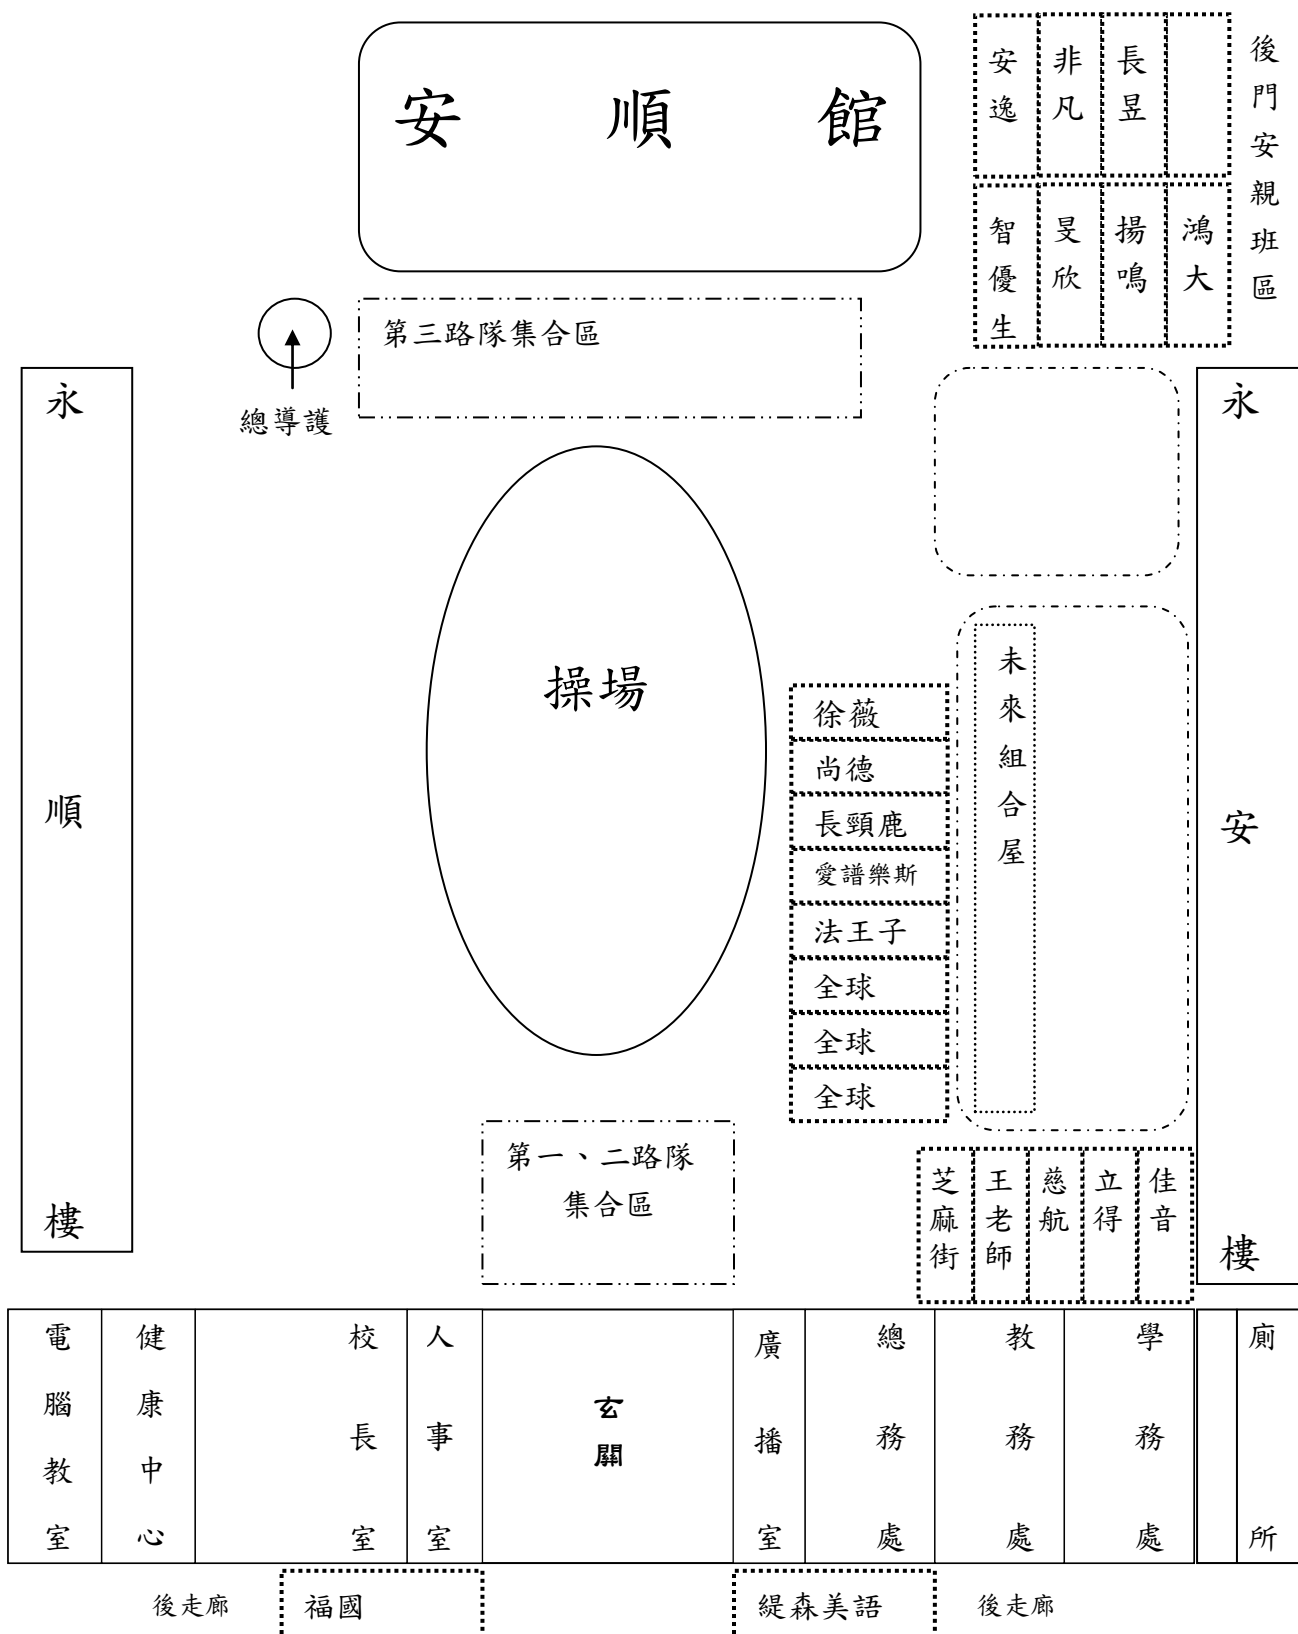 安順館
安逸
非凡
長昱
後門安親班區
智優生
旻欣
揚鳴
鴻大
第三路隊集合區
總導護
永順樓
永安樓
操場
未來組合屋
徐薇
尚德
長頸鹿
愛譜樂斯
法王子
全球
全球
全球
第一、二路隊
集合區
芝麻街
王老師
慈航
立得
佳音
電腦教室
健康中心
校長室
人事室
玄關
廣播室
總務處
教務處
學務處
廁所
後走廊
福國
緹森美語
後走廊